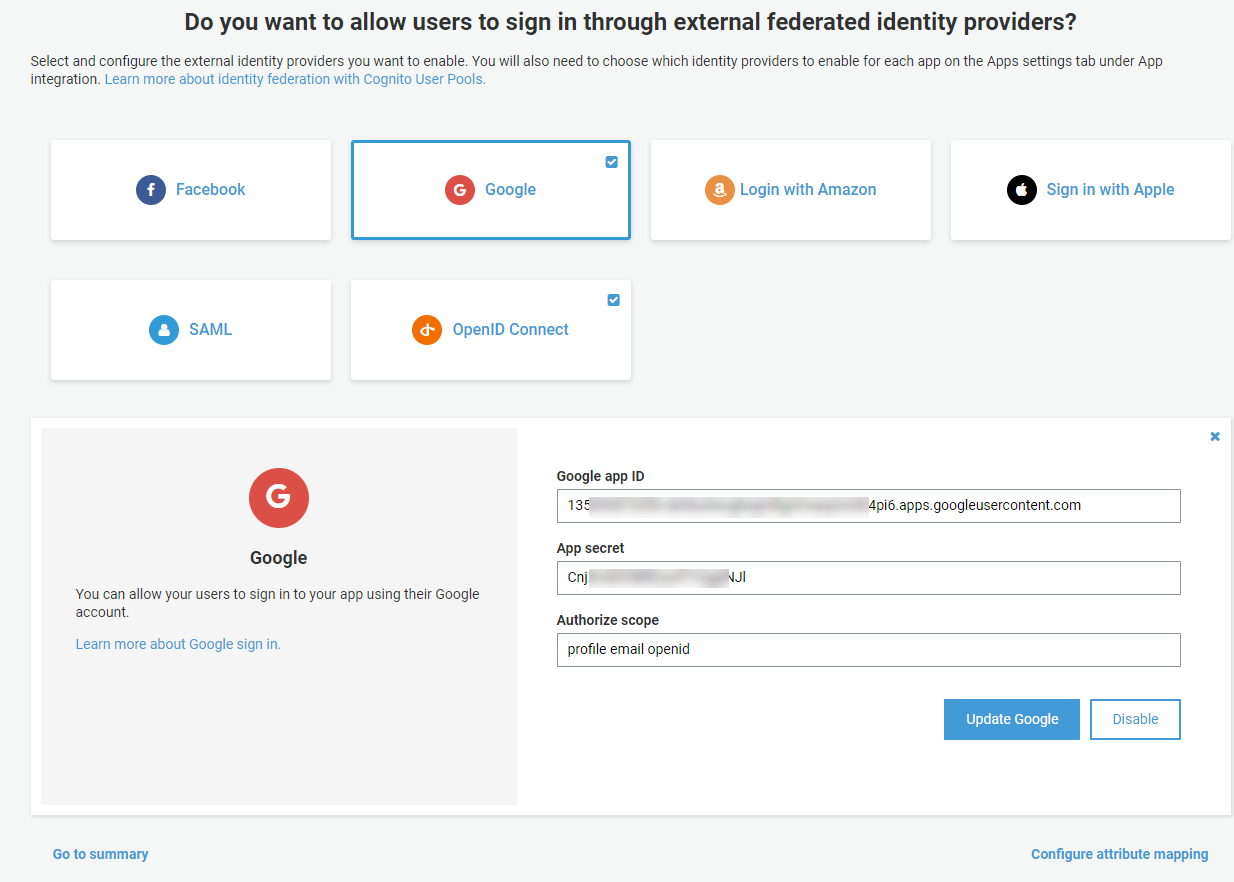 Do you want to allow users to sign in through external federated identity providers?
Select and configure the external identity providers you want to enable. You will also need to choose which identity providers to enable for each app on the Apps settings tab under App
integration. Learn more about identity federation with Cognito User Pools.
Facebook
Google
Login with Amazon
Sign in with Apple
SAML
OpenID Connect
Google
You can allow your users to sign in to your app using their Google
account.
Learn more about Google sign in.
Google app ID
135 4pi6.apps.googleusercontent.com
App secret
Cnj NJl
Authorize scope
profile email openid
Update Google
Disable
Go to summary
Configure attribute mapping